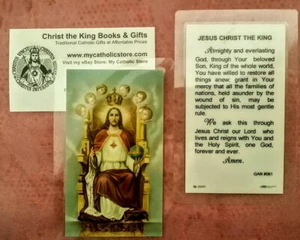 Christ the King Books & Gifts
Traditional Catholic Gifts at Affordable Prices
www.mycatholicstore.com
Visit my eBay Store: My Catholic Store
JESUS CHRIST THE KING
Almighty and everlasting
God, through Your beloved
Son, King of the whole world,
You have willed to restore all
things anew; grant in Your
mercy that all the families of
nations, held asunder by the
wound of sin, may be
subjected to His most gentle
rule.
We ask this through
Jesus Christ our Lord who
lives and reigns with You and
the Holy Spirit, one God,
forever and ever.
Amen.